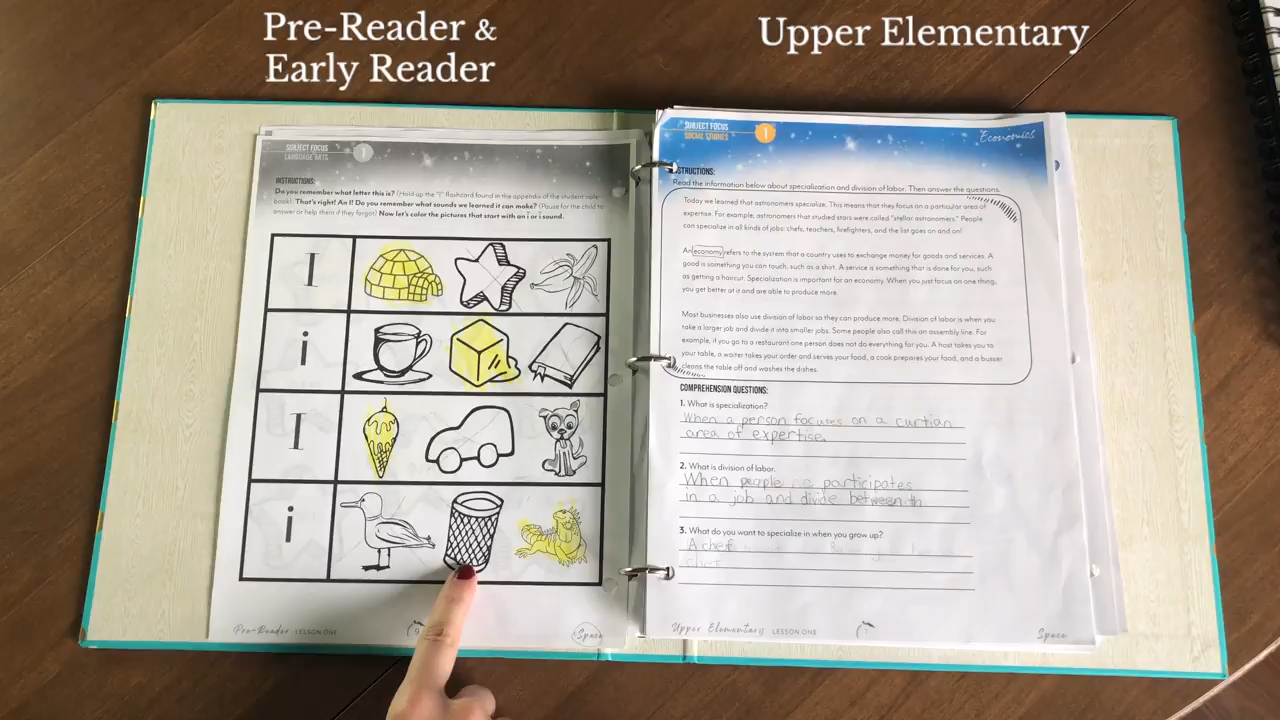 Pre-Reader &
Early Reader
Upper Elementary
SUBJECT FOCUS
LANGUAGE ARTS
1
INSTRUCTIONS:
Do you remember what letter this is? (Hold up the "I" flashcard found in the appendix of the student note-
book). That's right! An I! Do you remember what sounds we learned it can make? (Pause for the child to
answer or help them if they forgot) Now let's color the pictures that start with an ĭ or ī sound.
I
i
I
i
Pre-Reader LESSON ONE
9
Space
SUBJECT FOCUS
SOCIAL STUDIES
1
Economics
INSTRUCTIONS:
Read the information below about specialization and division of labor. Then answer the questions.
Today we learned that astronomers specialize. This means that they focus on a particular area of
expertise. For example, astronomers that studied stars were called "stellar astronomers." People
can specialize in all kinds of jobs: chefs, teachers, firefighters, and the list goes on and on!
An economy refers to the system that a country uses to exchange money for goods and services. A
good is something you can touch, such as a shirt. A service is something that is done for you, such
as getting a haircut. Specialization is important for an economy. When you just focus on one thing,
you get better at it and are able to produce more.
Most businesses also use division of labor so they can produce more. Division of labor is when you
take a larger job and divide it into smaller jobs. Some people also call this an assembly line. For
example, if you go to a restaurant one person does not do everything for you. A host takes you to
your table, a waiter takes your order and serves your food, a cook prepares your food, and a busser
cleans the table off and washes the dishes.
COMPREHENSION QUESTIONS:
1. What is specialization?
When a person focuses on a curtian
area of expertise.
2. What is division of labor.
When people participates
in a job and divide between th
3. What do you want to specialize in when you grow up?
A chef
Upper Elementary LESSON ONE
Space